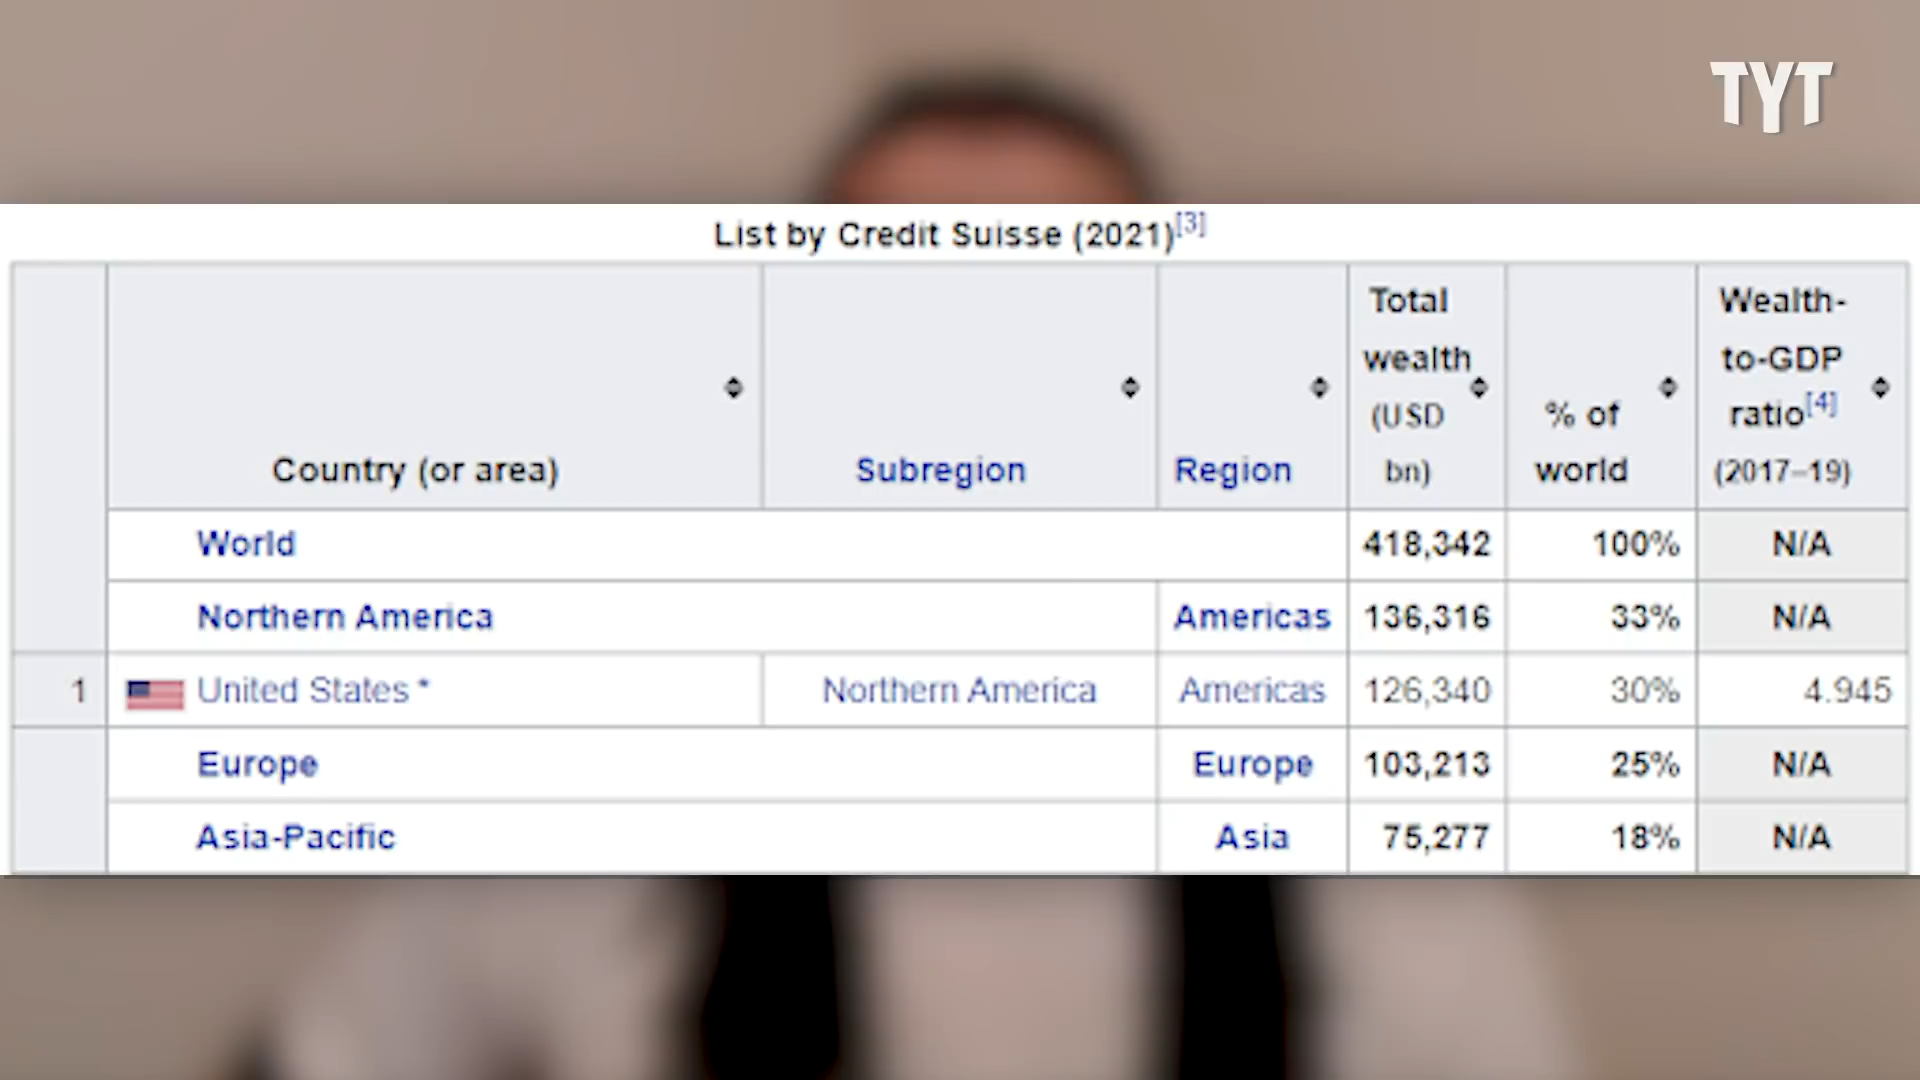 TYT
List by Credit Suisse (2021)[3]
Country (or area) Subregion Region Total wealth (USD bn) % of world Wealth-to-GDP ratio[4] (2017–19)
World 418,342 100% N/A
Northern America Americas 136,316 33% N/A
1 United States * Northern America Americas 126,340 30% 4.945
Europe Europe 103,213 25% N/A
Asia-Pacific Asia 75,277 18% N/A